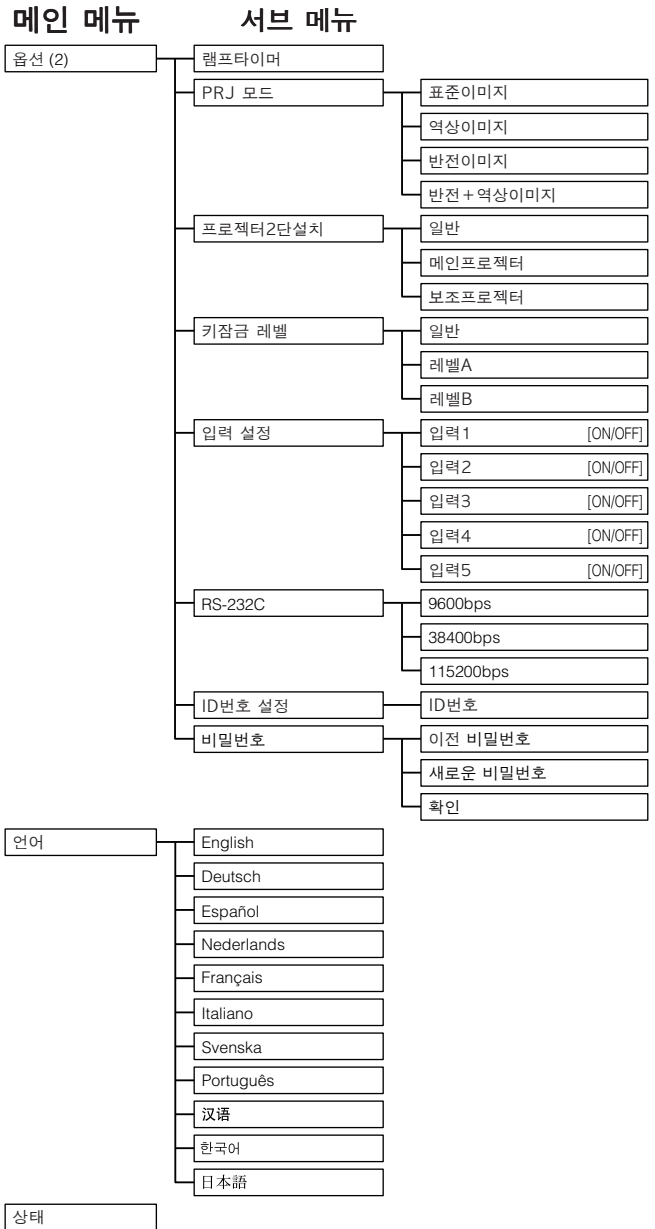 메인 메뉴 서브 메뉴
옵션 (2) 램프타이머
PRJ 모드 표준이미지
역상이미지
반전이미지
반전+역상이미지
프로젝터2단설치 일반
메인프로젝터
보조프로젝터
키잠금 레벨 일반
레벨A
레벨B
입력 설정 입력1 [ON/OFF]
입력2 [ON/OFF]
입력3 [ON/OFF]
입력4 [ON/OFF]
입력5 [ON/OFF]
RS-232C 9600bps
38400bps
115200bps
ID번호 설정 ID번호
비밀번호 이전 비밀번호
새로운 비밀번호
확인
언어 English
Deutsch
Español
Nederlands
Français
Italiano
Svenska
Português
汉语
한국어
日本語
상태